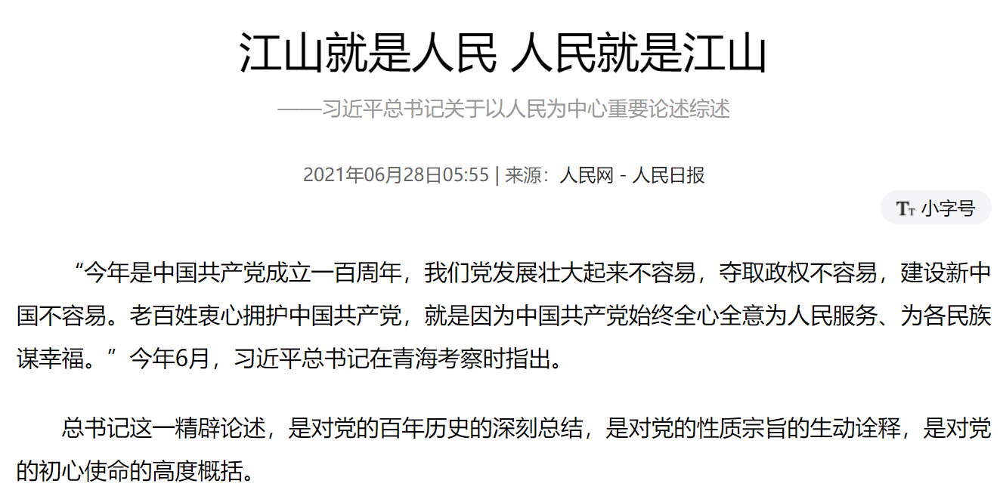 江山就是人民 人民就是江山
——习近平总书记关于以人民为中心重要论述综述
2021年06月28日05:55 | 来源：人民网－人民日报
TT 小字号
“今年是中国共产党成立一百周年，我们党发展壮大起来不容易，夺取政权不容易，建设新中
国不容易。老百姓衷心拥护中国共产党，就是因为中国共产党始终全心全意为人民服务、为各民族
谋幸福。”今年6月，习近平总书记在青海考察时指出。
总书记这一精辟论述，是对党的百年历史的深刻总结，是对党的性质宗旨的生动诠释，是对党
的初心使命的高度概括。